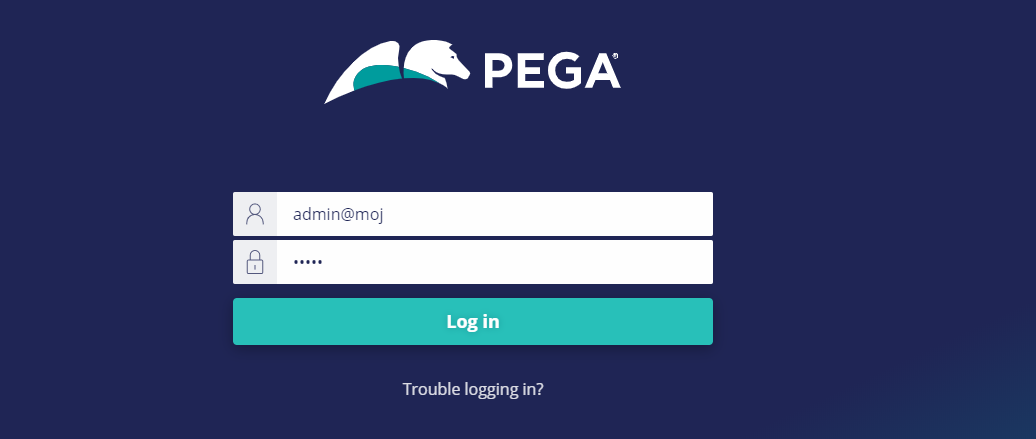 PEGA®
admin@moj
•••••
Log in
Trouble logging in?